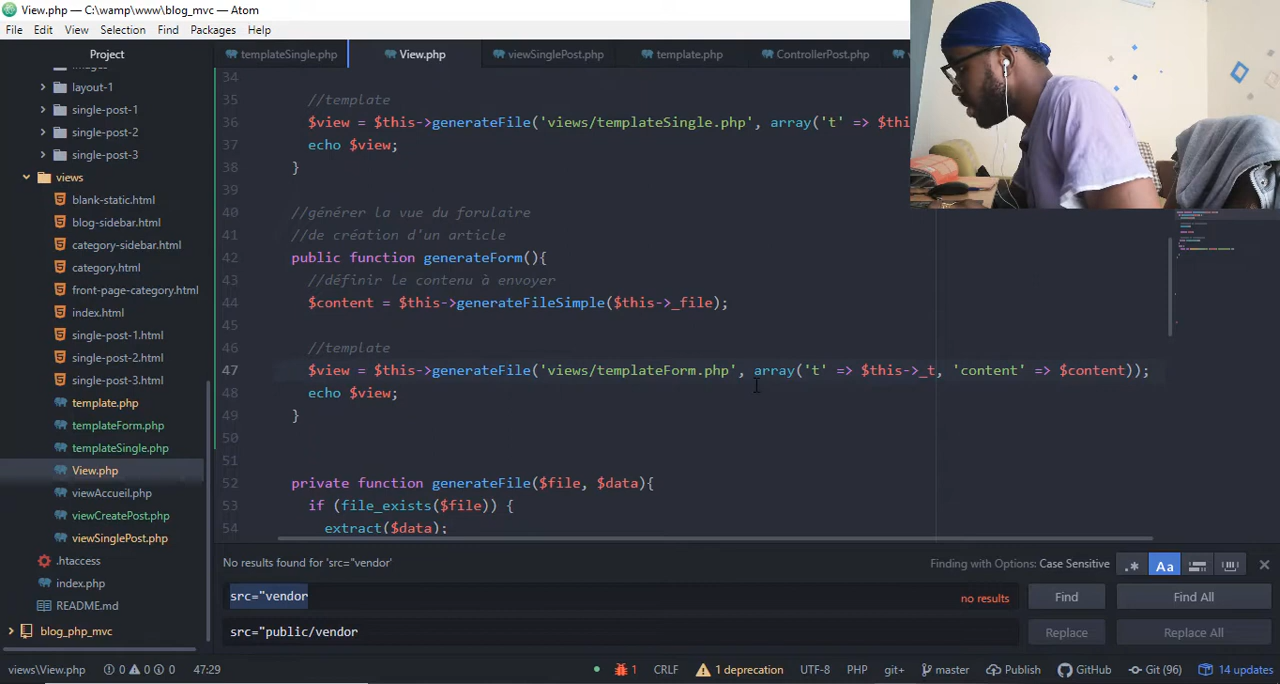 View.php — C:\wamp\www\blog_mvc — Atom
File Edit View Selection Find Packages Help
Project
templateSingle.php View.php viewSinglePost.php template.php ControllerPost.php
layout-1
single-post-1
single-post-2
single-post-3
views
blank-static.html
blog-sidebar.html
category-sidebar.html
category.html
front-page-category.html
index.html
single-post-1.html
single-post-2.html
single-post-3.html
template.php
templateForm.php
templateSingle.php
View.php
viewAccueil.php
viewCreatePost.php
viewSinglePost.php
.htaccess
index.php
README.md
blog_php_mvc
34
35 //template
36 $view = $this->generateFile('views/templateSingle.php', array('t' => $this
37 echo $view;
38 }
39
40 //générer la vue du forulaire
41 //de création d'un article
42 public function generateForm(){
43 //définir le contenu à envoyer
44 $content = $this->generateFileSimple($this->_file);
45
46 //template
47 $view = $this->generateFile('views/templateForm.php', array('t' => $this->_t, 'content' => $content));
48 echo $view;
49 }
50
51
52 private function generateFile($file, $data){
53 if (file_exists($file)) {
54 extract($data);
No results found for 'src="vendor' Finding with Options: Case Sensitive .* Aa
src="vendor no results Find Find All
src="public/vendor Replace Replace All
views\View.php 0 0 0 47:29 1 CRLF 1 deprecation UTF-8 PHP git+ master Publish GitHub Git (96) 14 updates